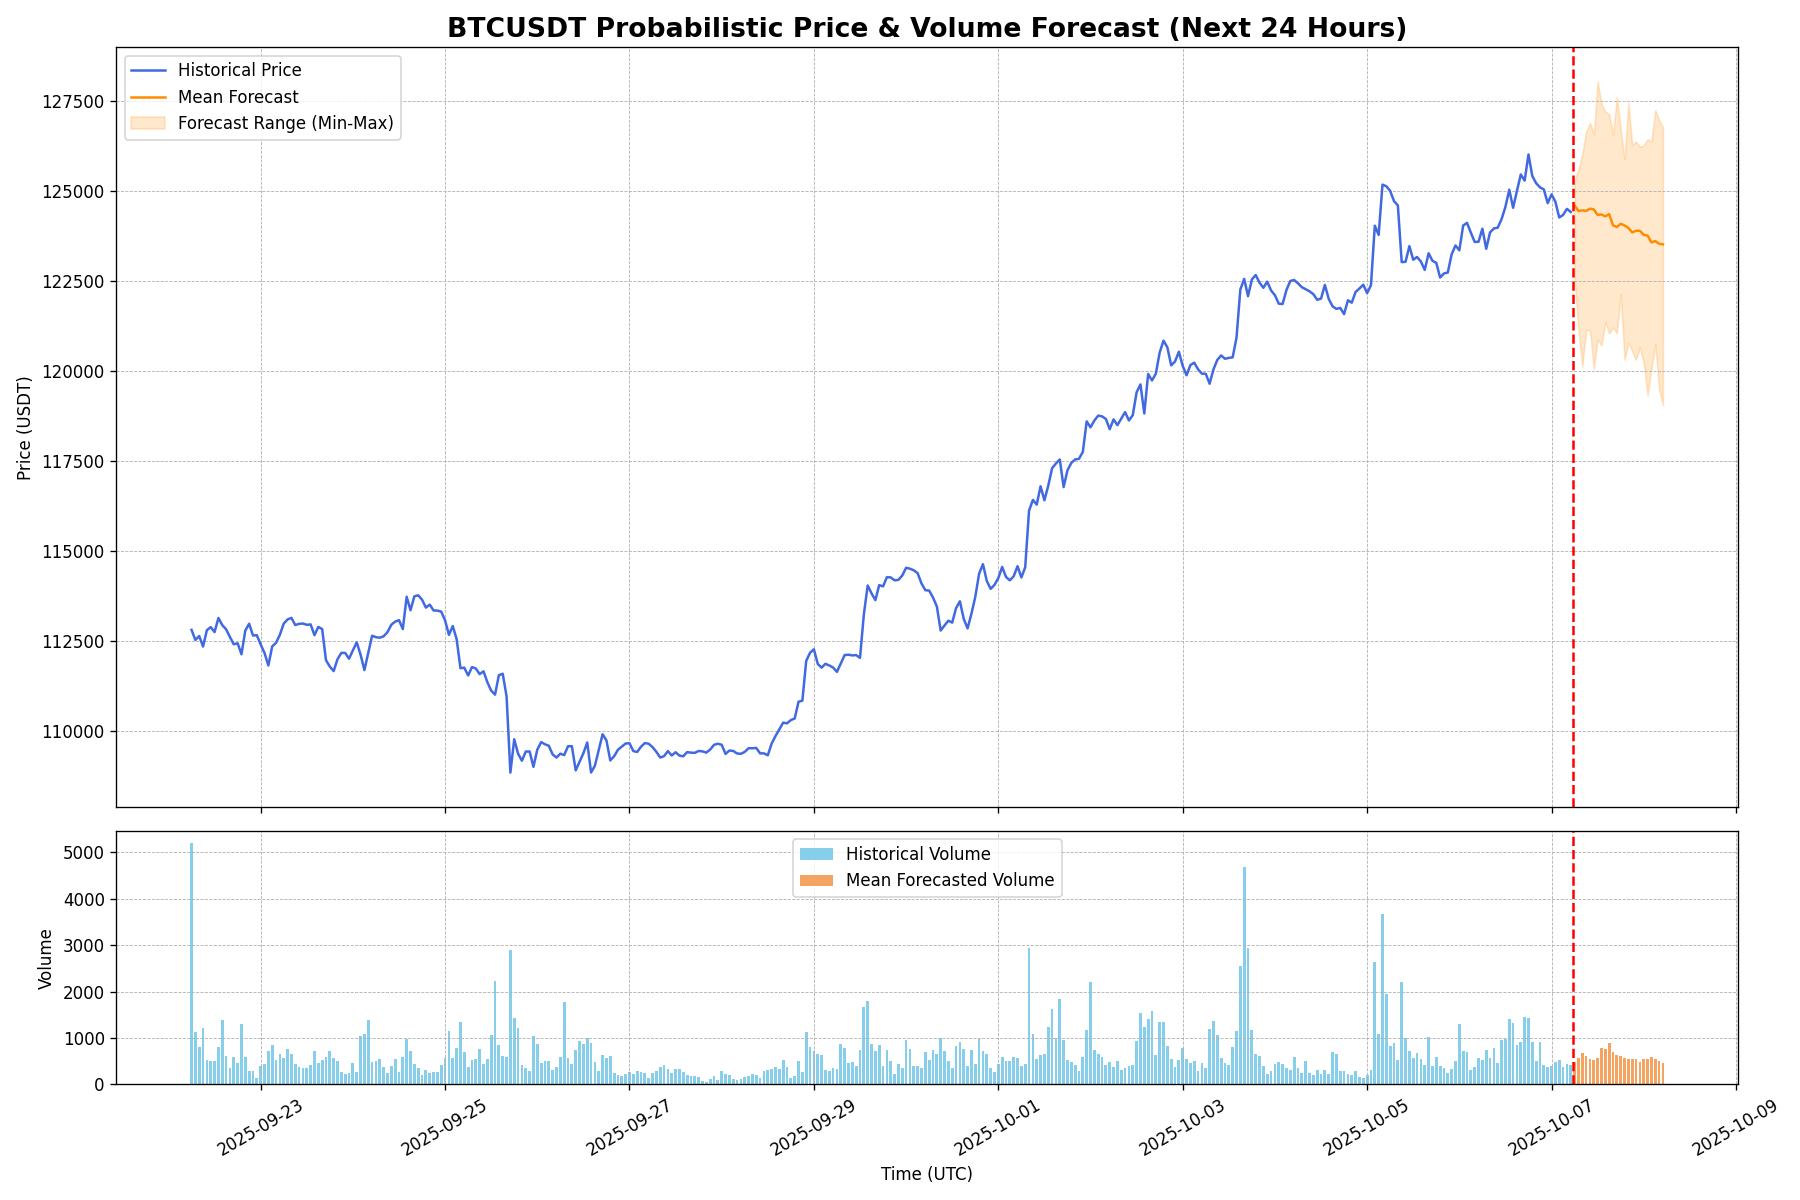 BTCUSDT Probabilistic Price & Volume Forecast (Next 24 Hours)
Historical Price
Mean Forecast
Forecast Range (Min-Max)
127500
125000
122500
120000
117500
115000
112500
110000
Price (USDT)
Historical Volume
Mean Forecasted Volume
5000
4000
3000
2000
1000
0
Volume
2025-09-23
2025-09-25
2025-09-27
2025-09-29
2025-10-01
2025-10-03
2025-10-05
2025-10-07
2025-10-09
Time (UTC)